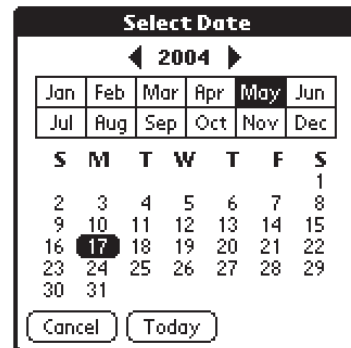 Select Date
2004
Jan Feb Mar Apr May Jun
Jul Aug Sep Oct Nov Dec
S M T W T F S
1
2 3 4 5 6 7 8
9 10 11 12 13 14 15
16 17 18 19 20 21 22
23 24 25 26 27 28 29
30 31
Cancel Today